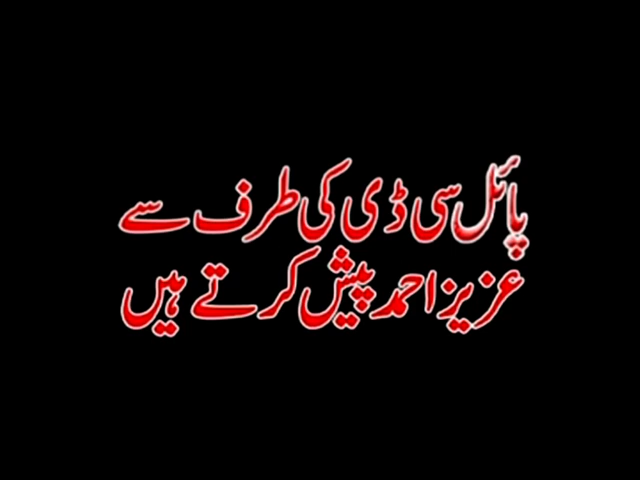 پائل سی ڈی کی طرف سے
عزیز احمد پیش کرتے ہیں